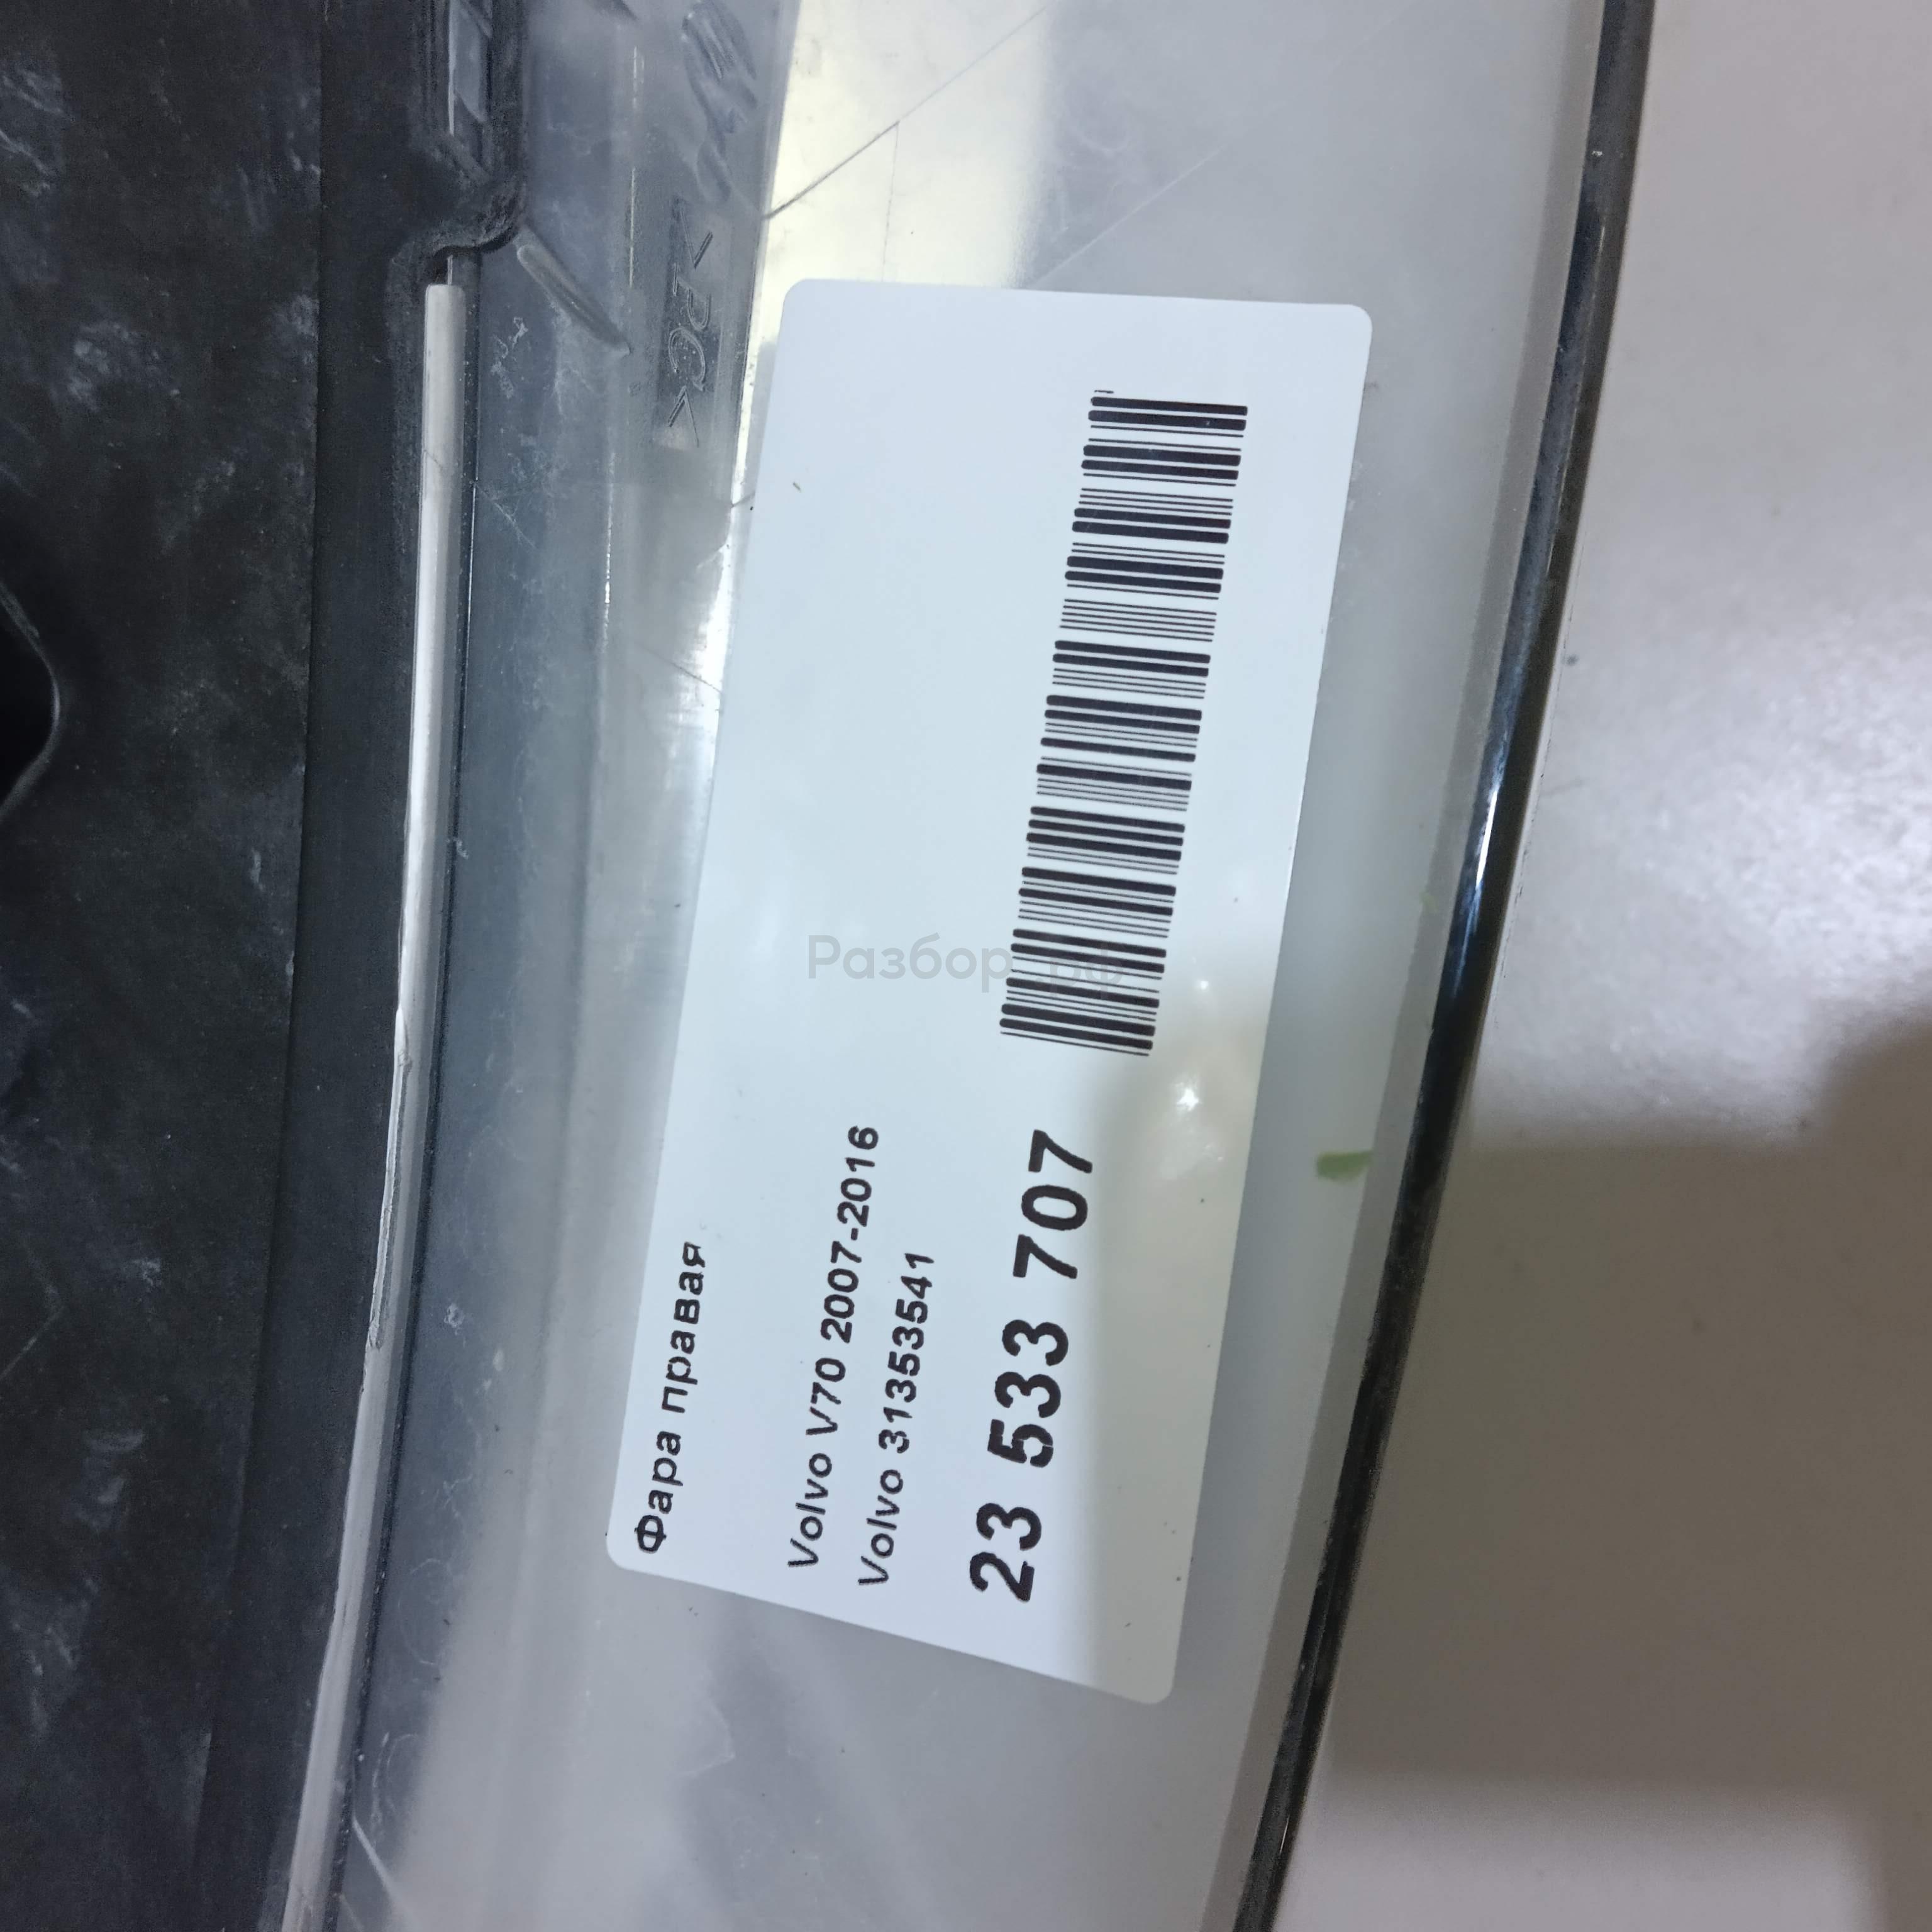 Фара правая
Volvo V70 2007-2016
Volvo 31353541
23 533 707
>PC<
Разбор.рф